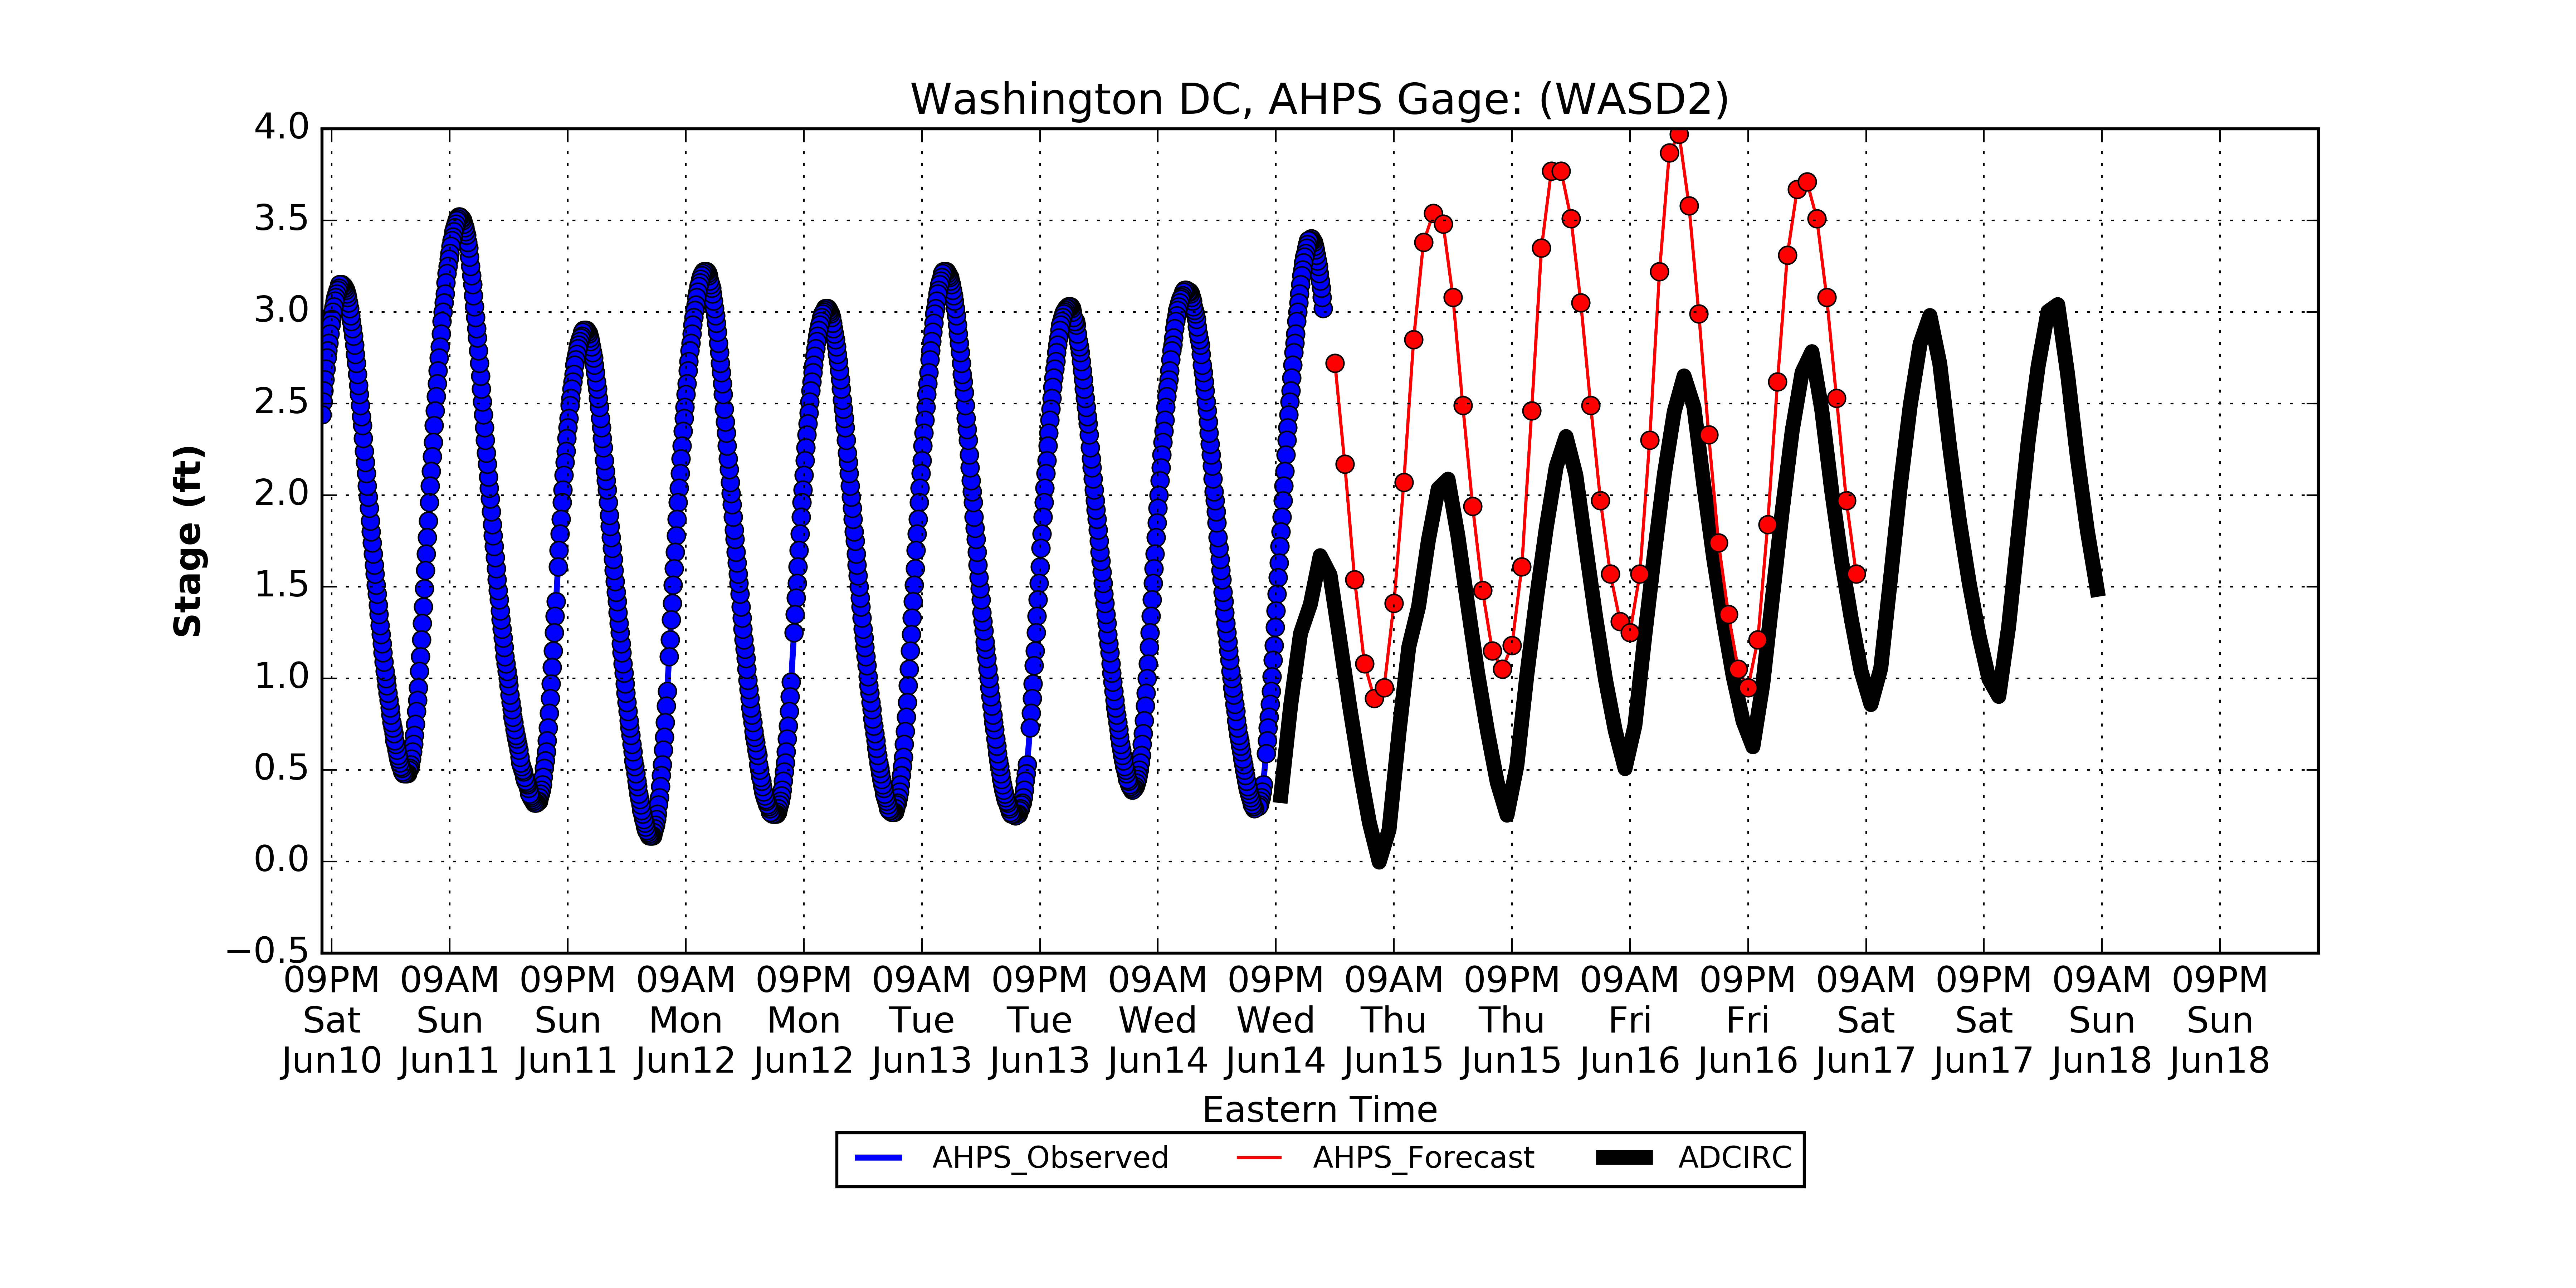 Washington DC, AHPS Gage: (WASD2)
4.0
3.5
3.0
2.5
2.0
1.5
1.0
0.5
0.0
−0.5
Stage (ft)
09PM 09AM 09PM 09AM 09PM 09AM 09PM 09AM 09PM 09AM 09PM 09AM 09PM 09AM 09PM 09AM 09PM
Sat Sun Sun Mon Mon Tue Tue Wed Wed Thu Thu Fri Fri Sat Sat Sun Sun
Jun10 Jun11 Jun11 Jun12 Jun12 Jun13 Jun13 Jun14 Jun14 Jun15 Jun15 Jun16 Jun16 Jun17 Jun17 Jun18 Jun18
Eastern Time
AHPS_Observed AHPS_Forecast ADCIRC